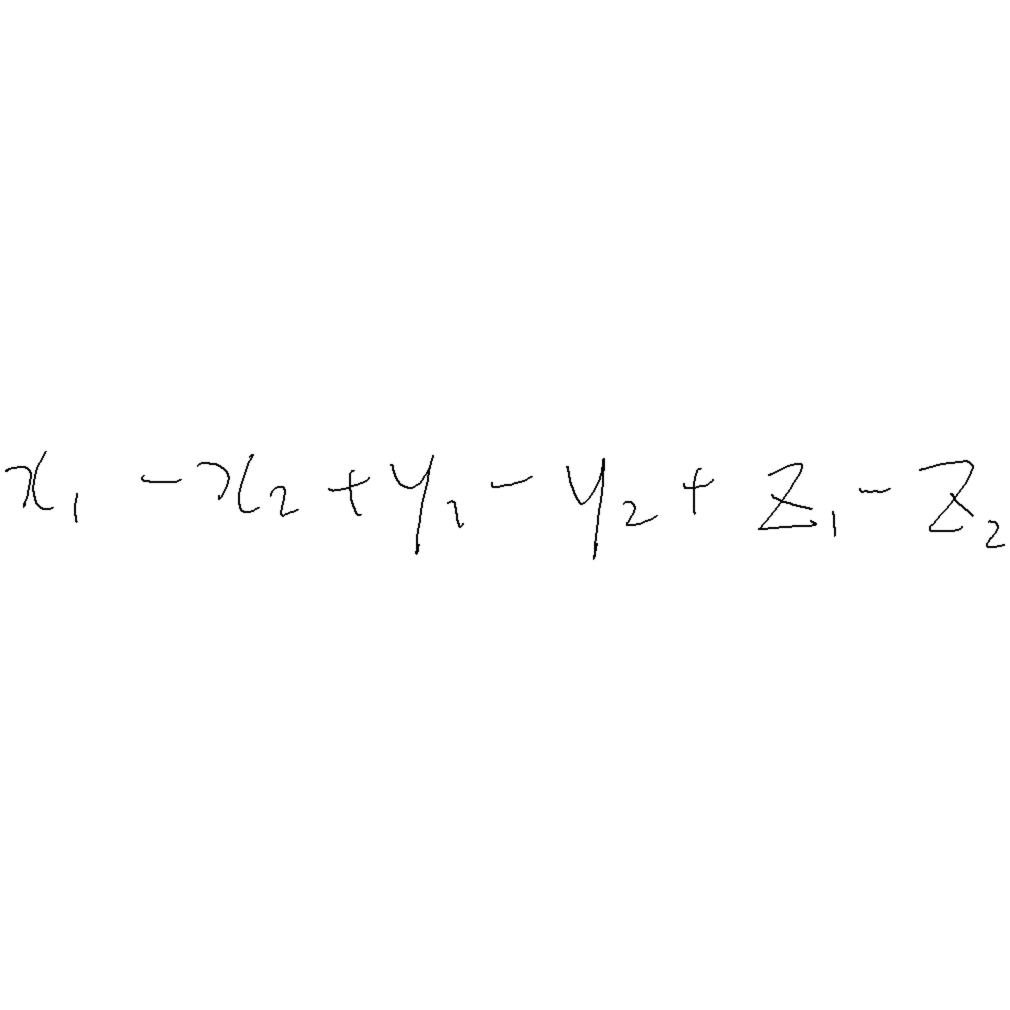 x₁ - x₂ + y₁ - y₂ + z₁ - z₂